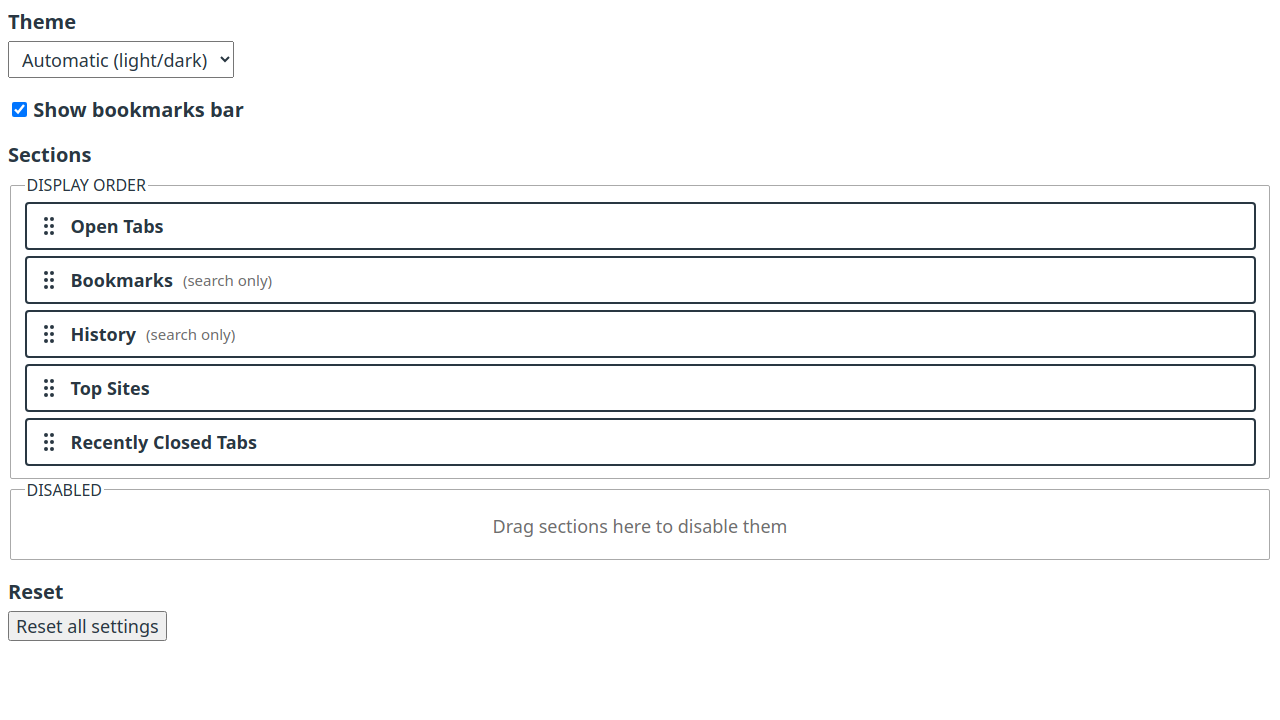 Theme
Automatic (light/dark)
Show bookmarks bar
Sections
DISPLAY ORDER
Open Tabs
Bookmarks (search only)
History (search only)
Top Sites
Recently Closed Tabs
DISABLED
Drag sections here to disable them
Reset
Reset all settings